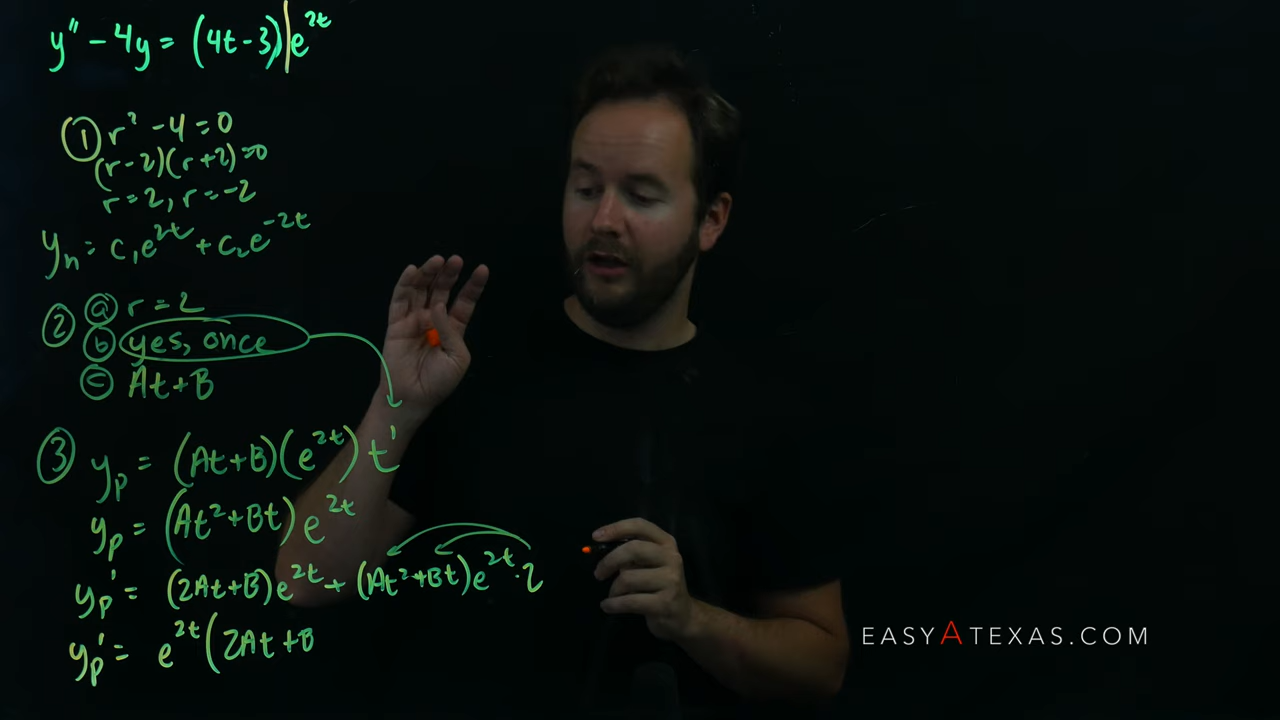 y'' - 4y = (4t-3)|e^2t
① r² - 4 = 0
(r-2)(r+2)=0
r=2, r=-2
yₕ = c₁e^2t + c₂e^-2t
② ⓐ r = 2
ⓑ yes, once
ⓒ At+B
③ yₚ = (At+B)(e^2t) t'
yₚ = (At²+Bt) e^2t
yₚ' = (2At+B)e^2t + (At²+Bt)e^2t · 2
yₚ' = e^2t (2At + B
EASYATEXAS.COM